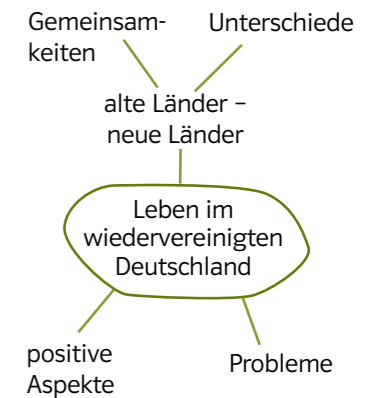 Gemeinsam-
keiten
Unterschiede
alte Länder –
neue Länder
Leben im
wiedervereinigten
Deutschland
positive
Aspekte
Probleme